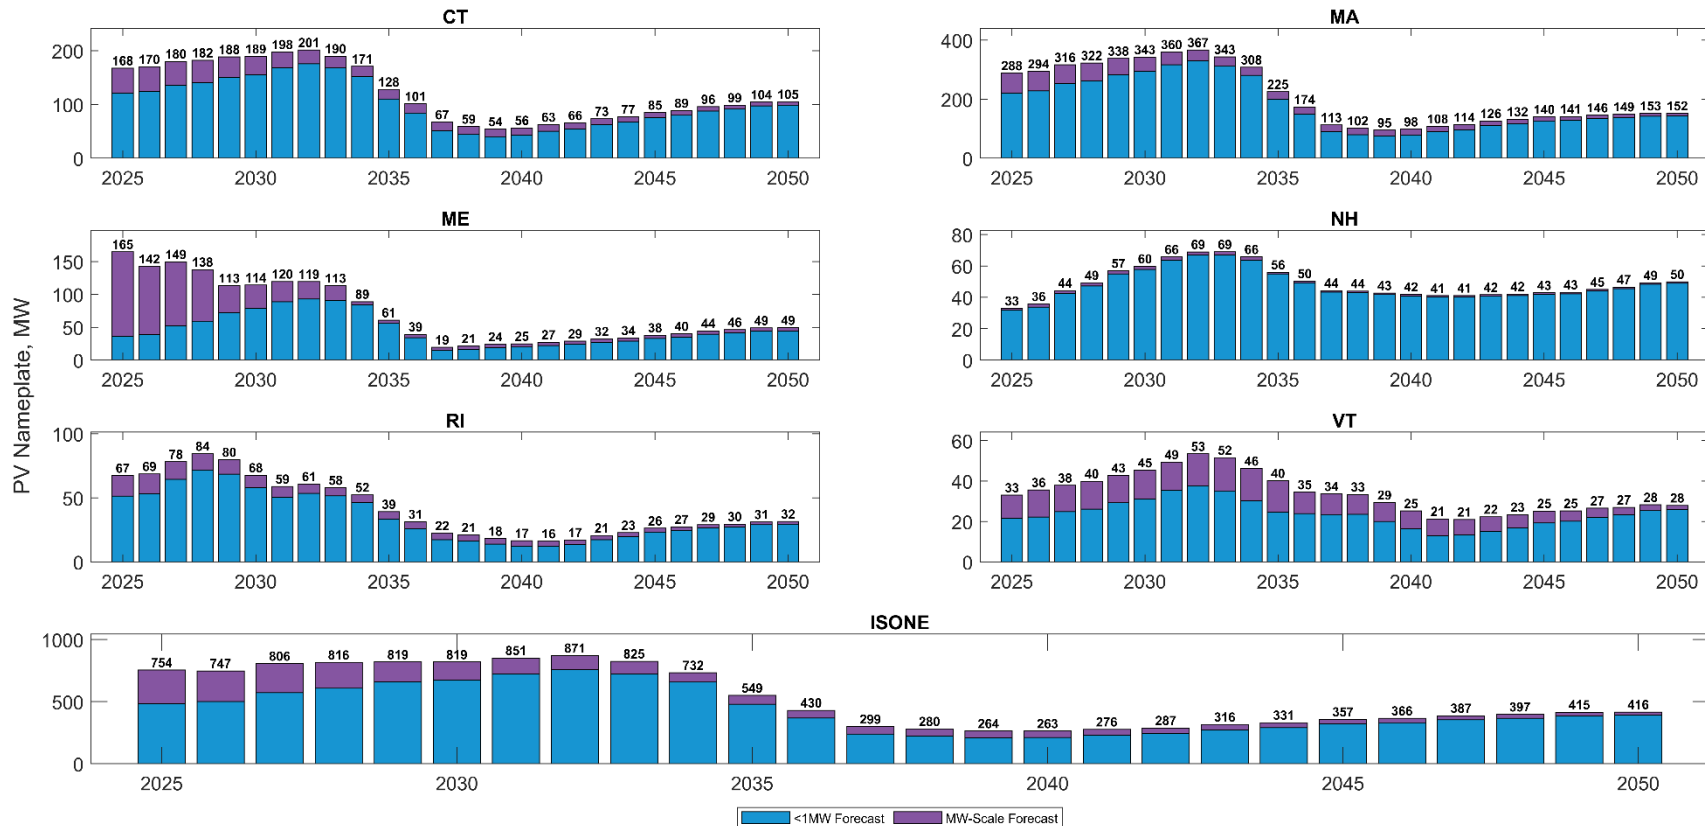 CT
168 170 180 182 188 189 198 201 190 171 128 101 67 59 54 56 63 66 73 77 85 89 96 99 104 105
200
100
0
2025 2030 2035 2040 2045 2050
MA
288 294 316 322 338 343 360 367 343 308 225 174 113 102 95 98 108 114 126 132 140 141 146 149 153 152
400
200
0
2025 2030 2035 2040 2045 2050
ME
165 142 149 138 113 114 120 119 113 89 61 39 19 21 24 25 27 29 32 34 38 40 44 46 49 49
150
100
50
0
2025 2030 2035 2040 2045 2050
NH
33 36 44 49 57 60 66 69 69 66 56 50 44 44 43 42 41 41 42 42 43 43 45 47 49 50
80
60
40
20
0
2025 2030 2035 2040 2045 2050
PV Nameplate, MW
RI
67 69 78 84 80 68 59 61 58 52 39 31 22 21 18 17 16 17 21 23 26 27 29 30 31 32
100
50
0
2025 2030 2035 2040 2045 2050
VT
33 36 38 40 43 45 49 53 52 46 40 35 34 33 29 25 21 21 22 23 25 25 27 27 28 28
60
40
20
0
2025 2030 2035 2040 2045 2050
ISONE
754 747 806 816 819 819 851 871 825 732 549 430 299 280 264 263 276 287 316 331 357 366 387 397 415 416
1000
500
0
2025 2030 2035 2040 2045 2050
<1MW Forecast MW-Scale Forecast